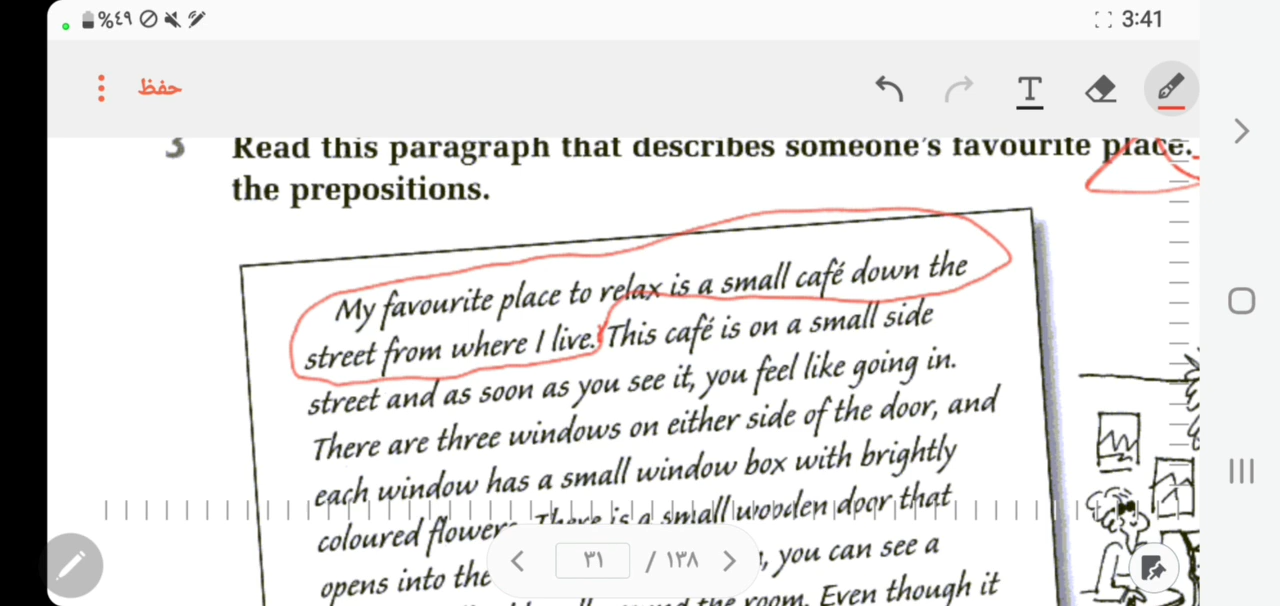 %٤٩ 3:41
حفظ T
3 Read this paragraph that describes someone's favourite place.
the prepositions.
My favourite place to relax is a small café down the
street from where I live. This café is on a small side
street and as soon as you see it, you feel like going in.
There are three windows on either side of the door, and
each window has a small window box with brightly
coloured flowers. There is a small wooden door that
opens into the , you can see a
the room. Even though it
٣١ / ١٣٨